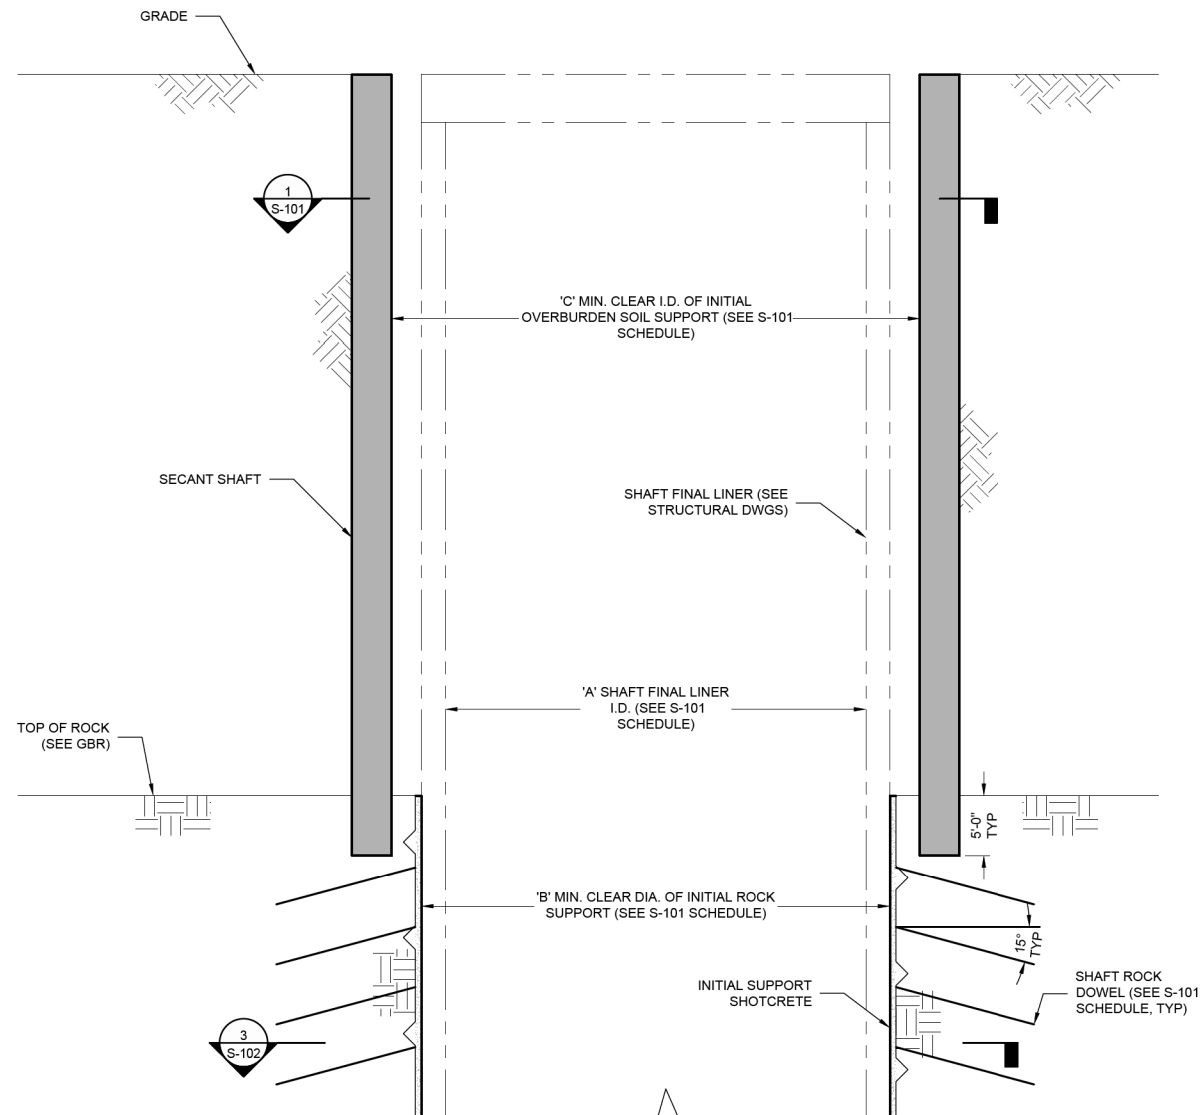 GRADE
1
S-101
'C' MIN. CLEAR I.D. OF INITIAL
OVERBURDEN SOIL SUPPORT (SEE S-101
SCHEDULE)
SECANT SHAFT
SHAFT FINAL LINER (SEE
STRUCTURAL DWGS)
'A' SHAFT FINAL LINER
I.D. (SEE S-101
SCHEDULE)
TOP OF ROCK
(SEE GBR)
5'-0"
TYP
'B' MIN. CLEAR DIA. OF INITIAL ROCK
SUPPORT (SEE S-101 SCHEDULE)
15°
TYP
INITIAL SUPPORT
SHOTCRETE
SHAFT ROCK
DOWEL (SEE S-101
SCHEDULE, TYP)
3
S-102